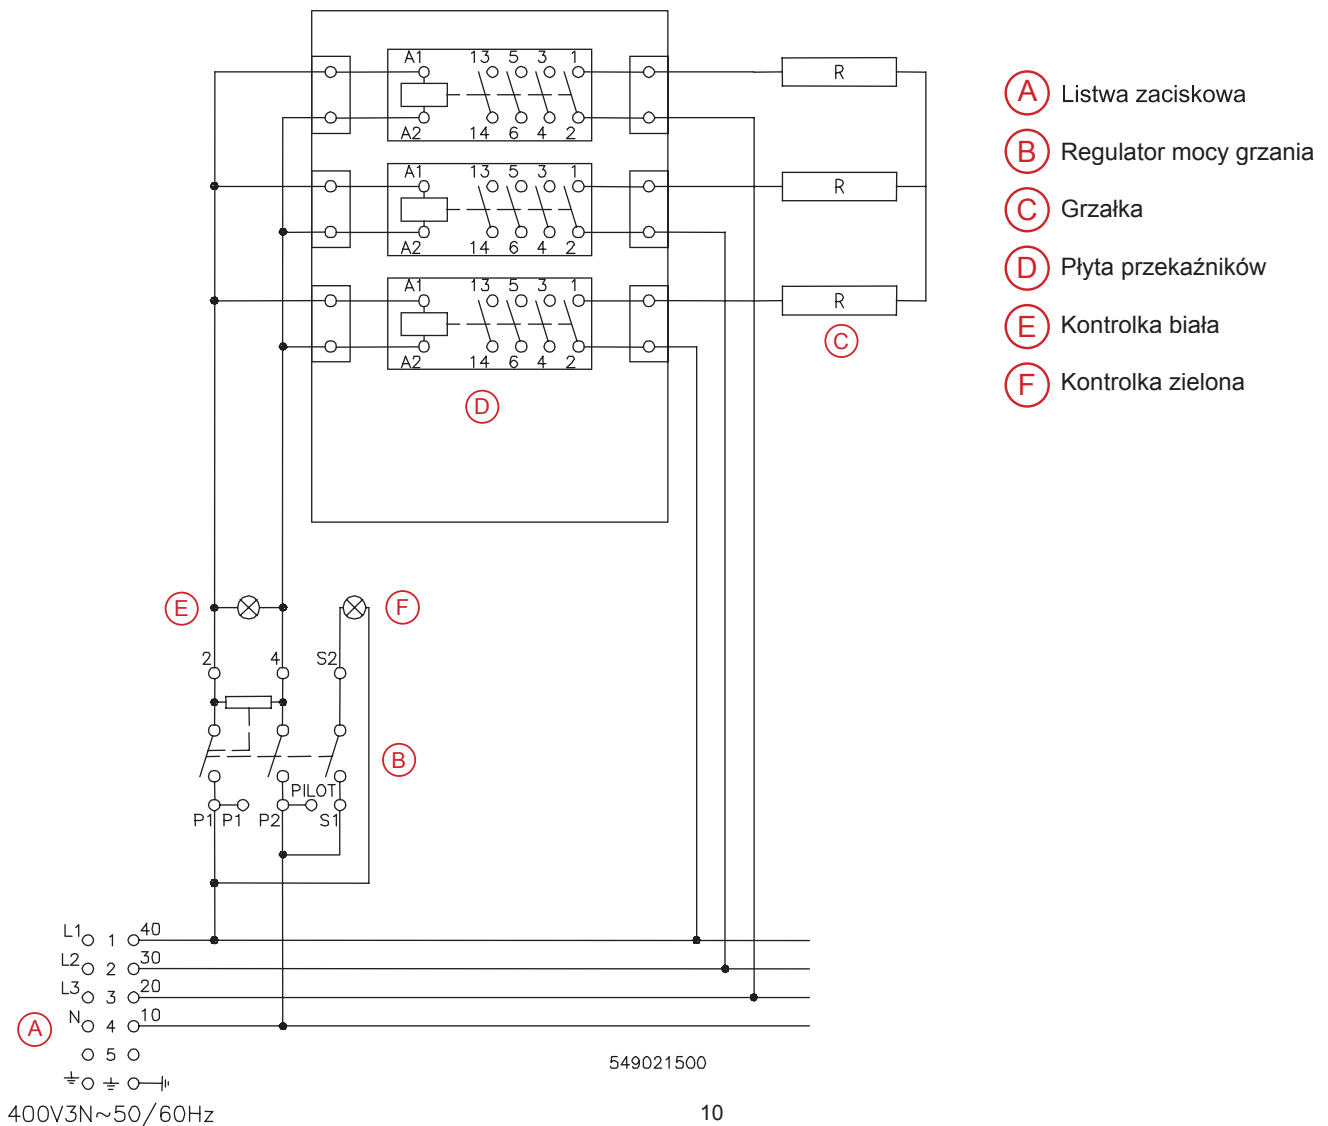 A1 13 5 3 1
R
A2 14 6 4 2
A1 13 5 3 1
R
A2 14 6 4 2
A1 13 5 3 1
R
A2 14 6 4 2
C
D
A Listwa zaciskowa
B Regulator mocy grzania
C Grzałka
D Płyta przekaźników
E Kontrolka biała
F Kontrolka zielona
E F
2 4 S2
B
PILOT
P1 P1 P2 S1
L1 1 40
L2 2 30
L3 3 20
N 4 10
A
5
549021500
400V3N~50/60Hz
10